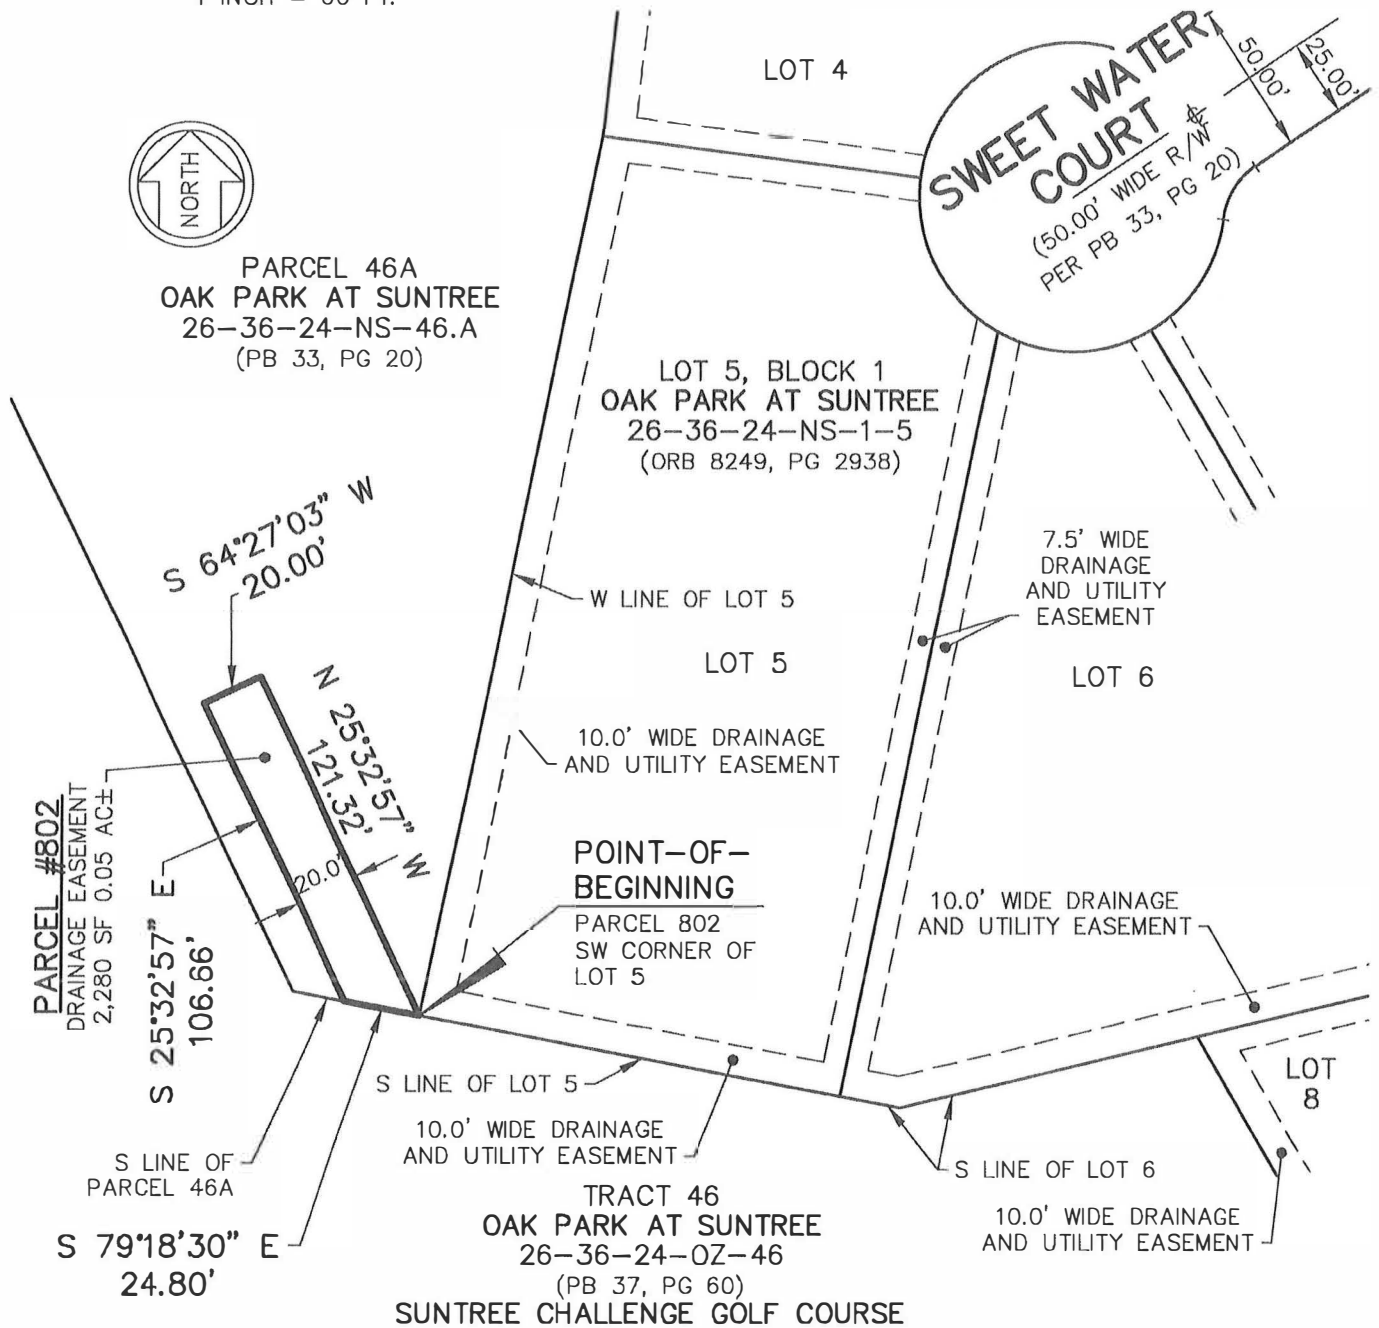 LOT 4
SWEET WATER
COURT
(50.00' WIDE R/W
PER PB 33, PG 20)
50.00'
25.00'
NORTH
PARCEL 46A
OAK PARK AT SUNTREE
26-36-24-NS-46.A
(PB 33, PG 20)
LOT 5, BLOCK 1
OAK PARK AT SUNTREE
26-36-24-NS-1-5
(ORB 8249, PG 2938)
S 64°27'03" W
20.00'
7.5' WIDE
DRAINAGE
AND UTILITY
EASEMENT
W LINE OF LOT 5
LOT 5
LOT 6
N 25°32'57" W
121.32'
10.0' WIDE DRAINAGE
AND UTILITY EASEMENT
PARCEL #802
DRAINAGE EASEMENT
2,280 SF 0.05 AC±
20.0'
S 25°32'57" E
106.66'
POINT-OF-
BEGINNING
PARCEL 802
SW CORNER OF
LOT 5
10.0' WIDE DRAINAGE
AND UTILITY EASEMENT
S LINE OF LOT 5
LOT
8
10.0' WIDE DRAINAGE
AND UTILITY EASEMENT
S LINE OF
PARCEL 46A
S LINE OF LOT 6
S 79°18'30" E
24.80'
TRACT 46
OAK PARK AT SUNTREE
26-36-24-OZ-46
(PB 37, PG 60)
SUNTREE CHALLENGE GOLF COURSE
10.0' WIDE DRAINAGE
AND UTILITY EASEMENT